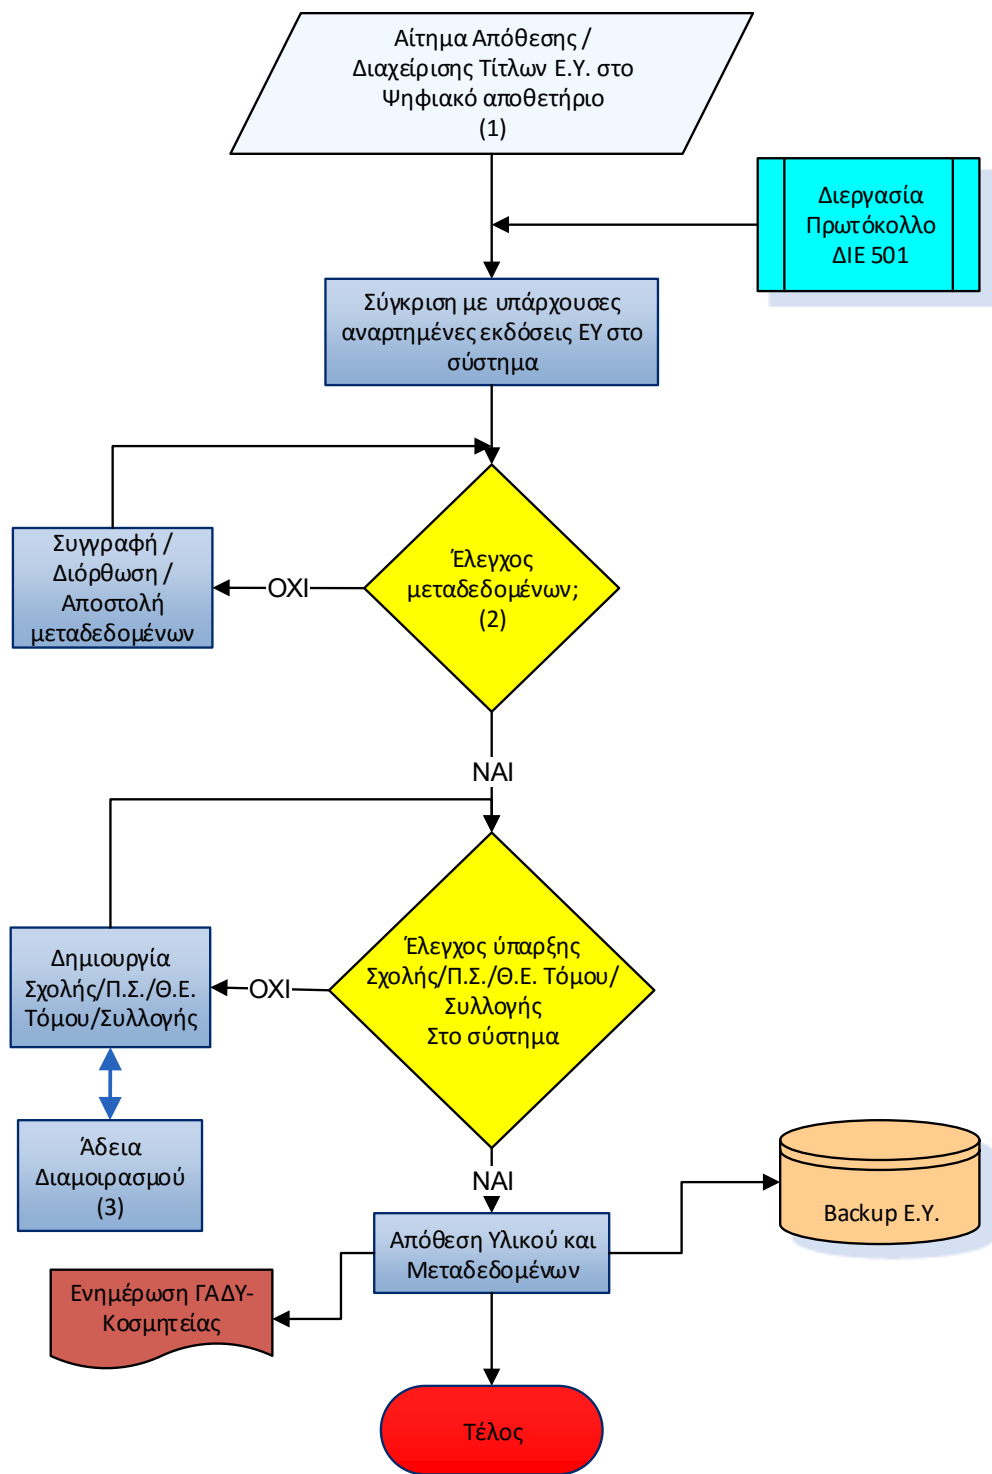 Αίτημα Απόθεσης /
Διαχείρισης Τίτλων Ε.Υ. στο
Ψηφιακό αποθετήριο
(1)
Διεργασία
Πρωτόκολλο
ΔΙΕ 501
Σύγκριση με υπάρχουσες
αναρτημένες εκδόσεις ΕΥ στο
σύστημα
Έλεγχος
μεταδεδομένων;
(2)
ΟΧΙ
Συγγραφή /
Διόρθωση /
Αποστολή
μεταδεδομένων
ΝΑΙ
Έλεγχος ύπαρξης
Σχολής/Π.Σ./Θ.Ε. Τόμου/
Συλλογής
Στο σύστημα
ΟΧΙ
Δημιουργία
Σχολής/Π.Σ./Θ.Ε.
Τόμου/Συλλογής
Άδεια
Διαμοιρασμού
(3)
ΝΑΙ
Απόθεση Υλικού και
Μεταδεδομένων
Backup Ε.Υ.
Ενημέρωση ΓΑΔΥ-
Κοσμητείας
Τέλος